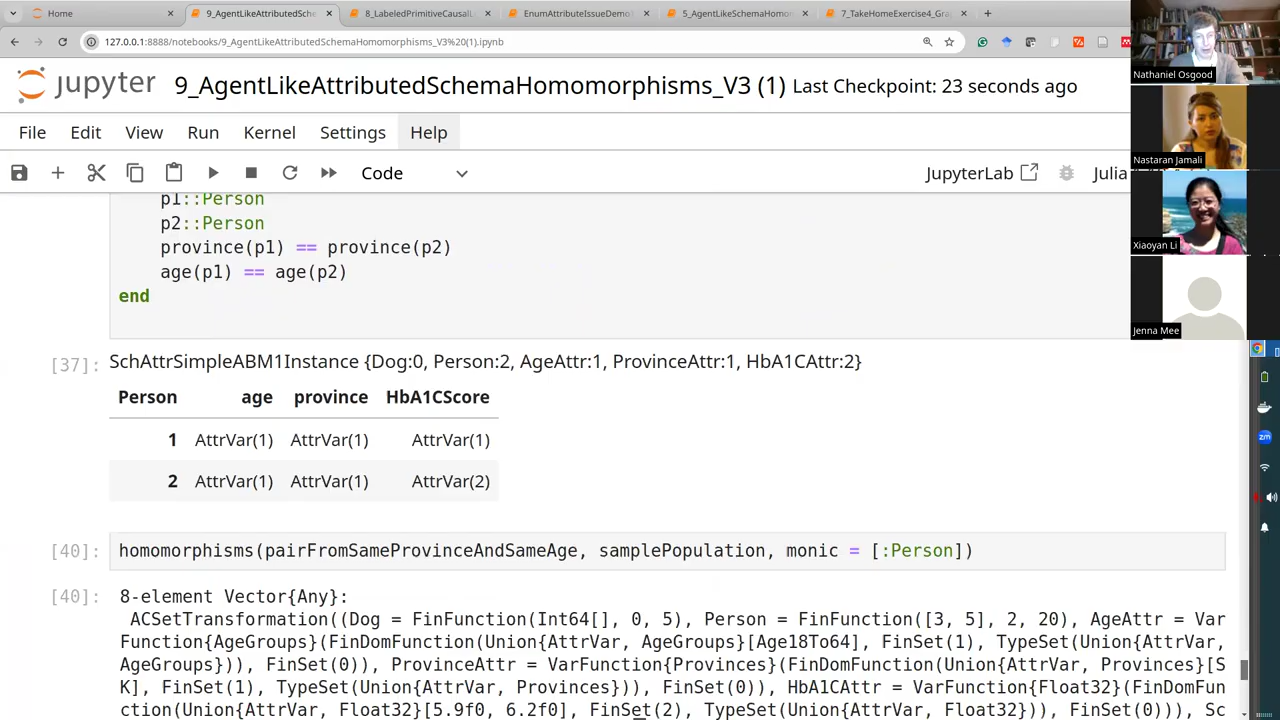 Home
9_AgentLikeAttributedSchem
8_LabeledPrimitiveCausalL
EnumAttributeIssueDemo
5_AgentLikeSchemaHomom
7_TakeHomeExercise4_Gra
127.0.0.1:8888/notebooks/9_AgentLikeAttributedSchemaHomomorphisms_V3%20(1).ipynb
jupyter
9_AgentLikeAttributedSchemaHomomorphisms_V3 (1) Last Checkpoint: 23 seconds ago
File Edit View Run Kernel Settings Help
Code
JupyterLab
Julia
p1::Person
p2::Person
province(p1) == province(p2)
age(p1) == age(p2)
end
[37]: SchAttrSimpleABM1Instance {Dog:0, Person:2, AgeAttr:1, ProvinceAttr:1, HbA1CAttr:2}
Person age province HbA1CScore
1 AttrVar(1) AttrVar(1) AttrVar(1)
2 AttrVar(1) AttrVar(1) AttrVar(2)
[40]: homomorphisms(pairFromSameProvinceAndSameAge, samplePopulation, monic = [:Person])
[40]: 8-element Vector{Any}:
ACSetTransformation((Dog = FinFunction(Int64[], 0, 5), Person = FinFunction([3, 5], 2, 20), AgeAttr = Var
Function{AgeGroups}(FinDomFunction(Union{AttrVar, AgeGroups}[Age18To64], FinSet(1), TypeSet(Union{AttrVar,
AgeGroups})), FinSet(0)), ProvinceAttr = VarFunction{Provinces}(FinDomFunction(Union{AttrVar, Provinces}[S
K], FinSet(1), TypeSet(Union{AttrVar, Provinces})), FinSet(0)), HbA1CAttr = VarFunction{Float32}(FinDomFun
ction(Union{AttrVar, Float32}[5.9f0, 6.2f0], FinSet(2), TypeSet(Union{AttrVar, Float32})), FinSet(0))), Sc
Nathaniel Osgood
Nastaran Jamali
Xiaoyan Li
Jenna Mee
zm